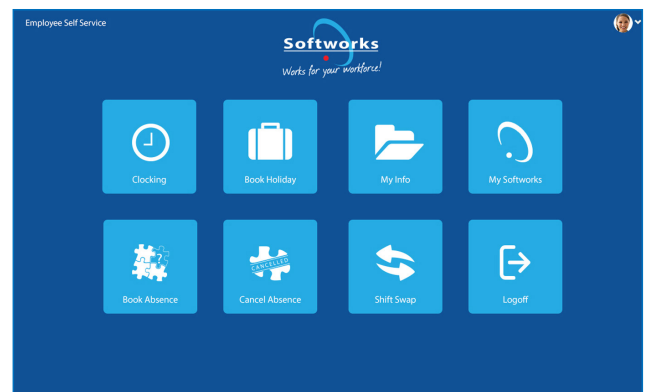 Employee Self Service
Softworks
Works for your workforce!
Clocking
Book Holiday
My Info
My Softworks
?
CANCELLED
Book Absence
Cancel Absence
Shift Swap
Logoff